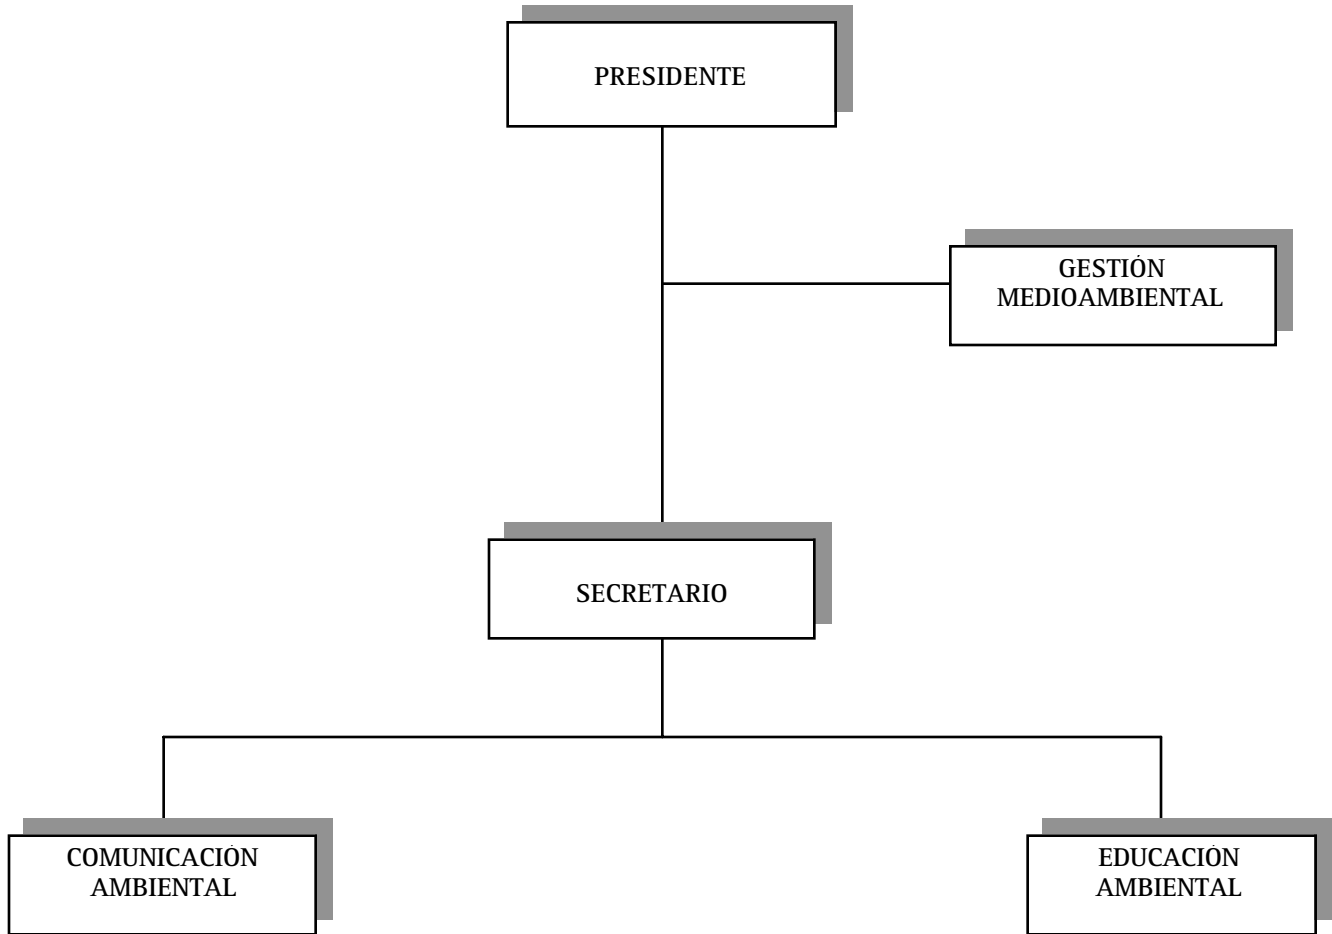 PRESIDENTE
GESTIÓN
MEDIOAMBIENTAL
SECRETARIO
COMUNICACIÓN
AMBIENTAL
EDUCACIÓN
AMBIENTAL